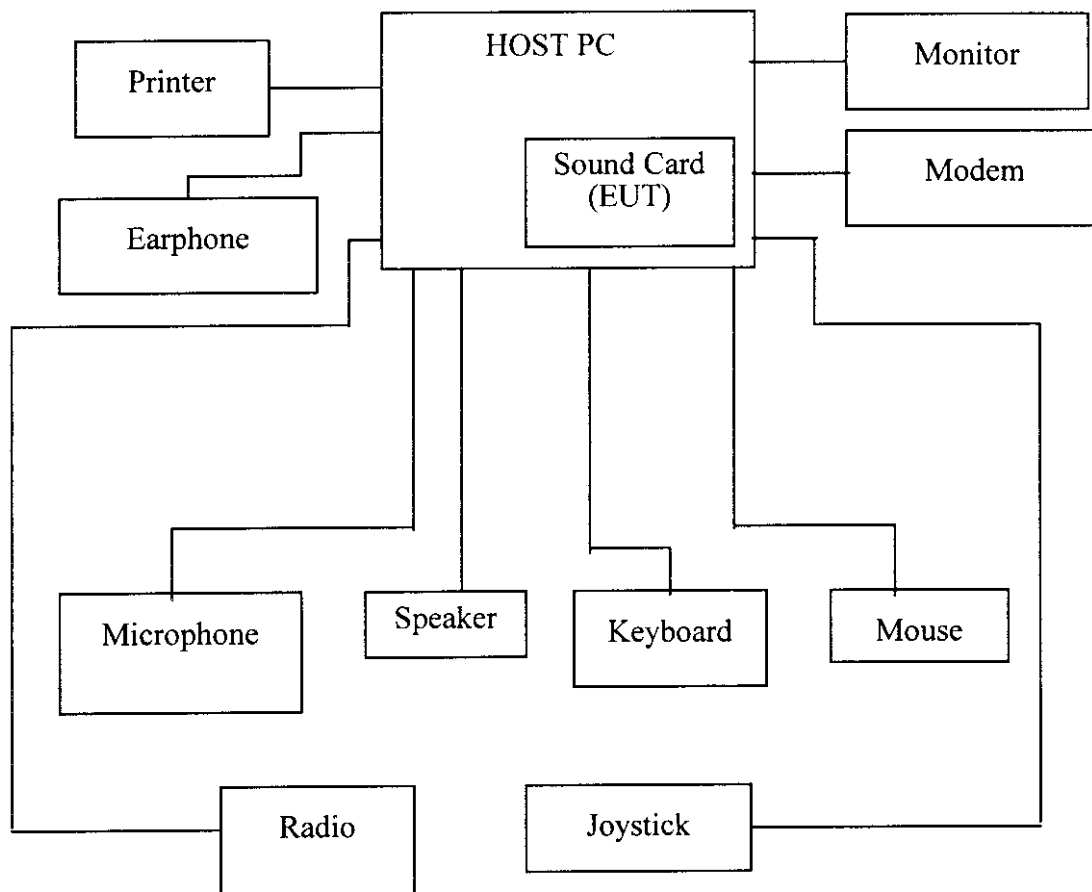 HOST PC
Printer
Monitor
Sound Card
(EUT)
Modem
Earphone
Microphone
Speaker
Keyboard
Mouse
Radio
Joystick